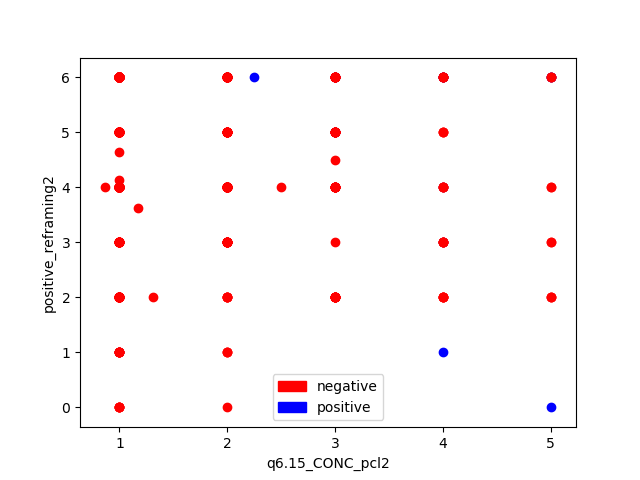 6
5
4
3
2
1
0
positive_reframing2
negative
positive
1 2 3 4 5
q6.15_CONC_pcl2